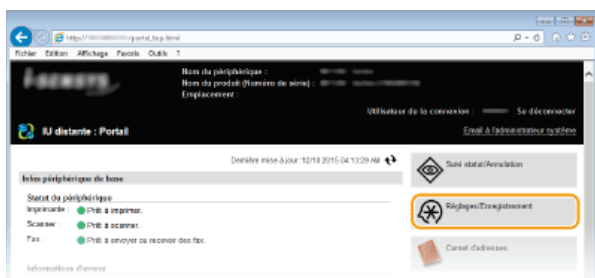 http://
/portal_top.html
Fichier Edition Affichage Favoris Outils ?
Nom du périphérique :
Nom du produit (Numéro de série) :
Emplacement :
Utilisateur de la connexion : Se déconnecter
IU distante : Portail
Email à l'administrateur système
Dernière mise à jour :12/18 2015 04:13:29 AM
Suivi statut/Annulation
Infos périphérique de base
Statut du périphérique
Imprimante : Prêt à imprimer.
Scanner : Prêt à scanner.
Fax : Prêt à envoyer ou recevoir des fax.
Réglages/Enregistrement
Carnet d'adresses
Informations d'erreur